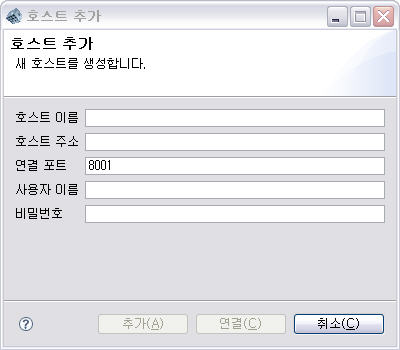 호스트 추가
호스트 추가
새 호스트를 생성합니다.
호스트 이름
호스트 주소
연결 포트 8001
사용자 이름
비밀번호
? 추가(A) 연결(C) 취소(C)